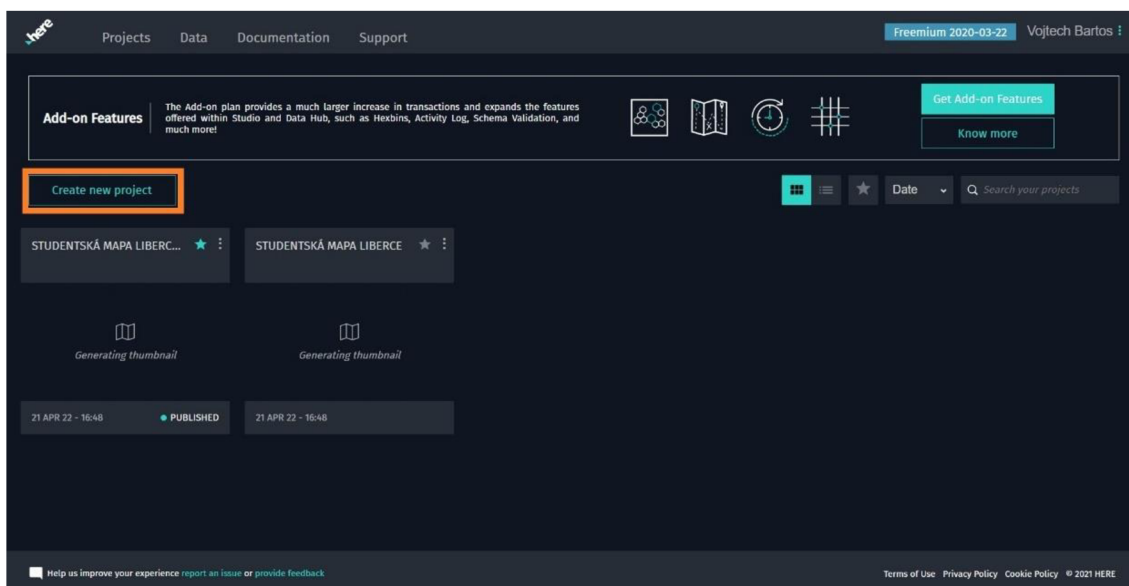 here
Projects Data Documentation Support
Freemium 2020-03-22 Vojtech Bartos
Add-on Features
The Add-on plan provides a much larger increase in transactions and expands the features
offered within Studio and Data Hub, such as Hexbins, Activity Log, Schema Validation, and
much more!
Get Add-on Features
Know more
Create new project
Date
Search your projects
STUDENTSKÁ MAPA LIBERC...
STUDENTSKÁ MAPA LIBERCE
Generating thumbnail
Generating thumbnail
21 APR 22 - 16:48 PUBLISHED
21 APR 22 - 16:48
Help us improve your experience report an issue or provide feedback
Terms of Use Privacy Policy Cookie Policy © 2021 HERE